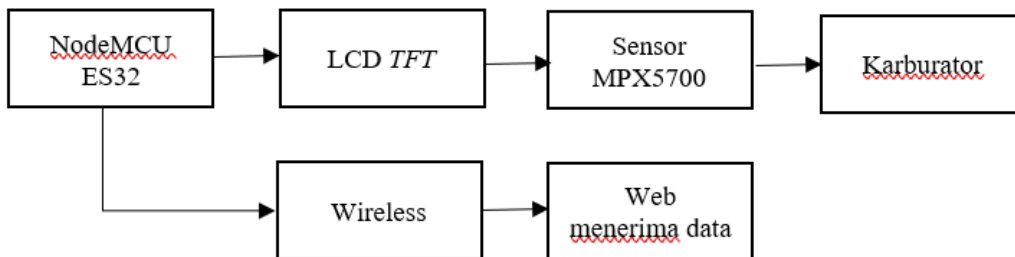 NodeMCU
ES32
LCD TFT
Sensor
MPX5700
Karburator
Wireless
Web
menerima data